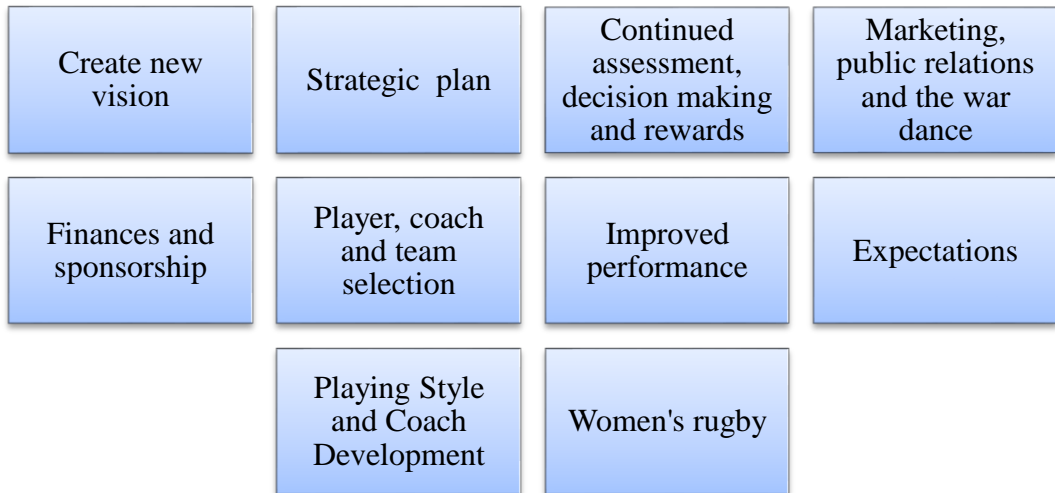 Create new
vision
Strategic plan
Continued
assessment,
decision making
and rewards
Marketing,
public relations
and the war
dance
Finances and
sponsorship
Player, coach
and team
selection
Improved
performance
Expectations
Playing Style
and Coach
Development
Women's rugby